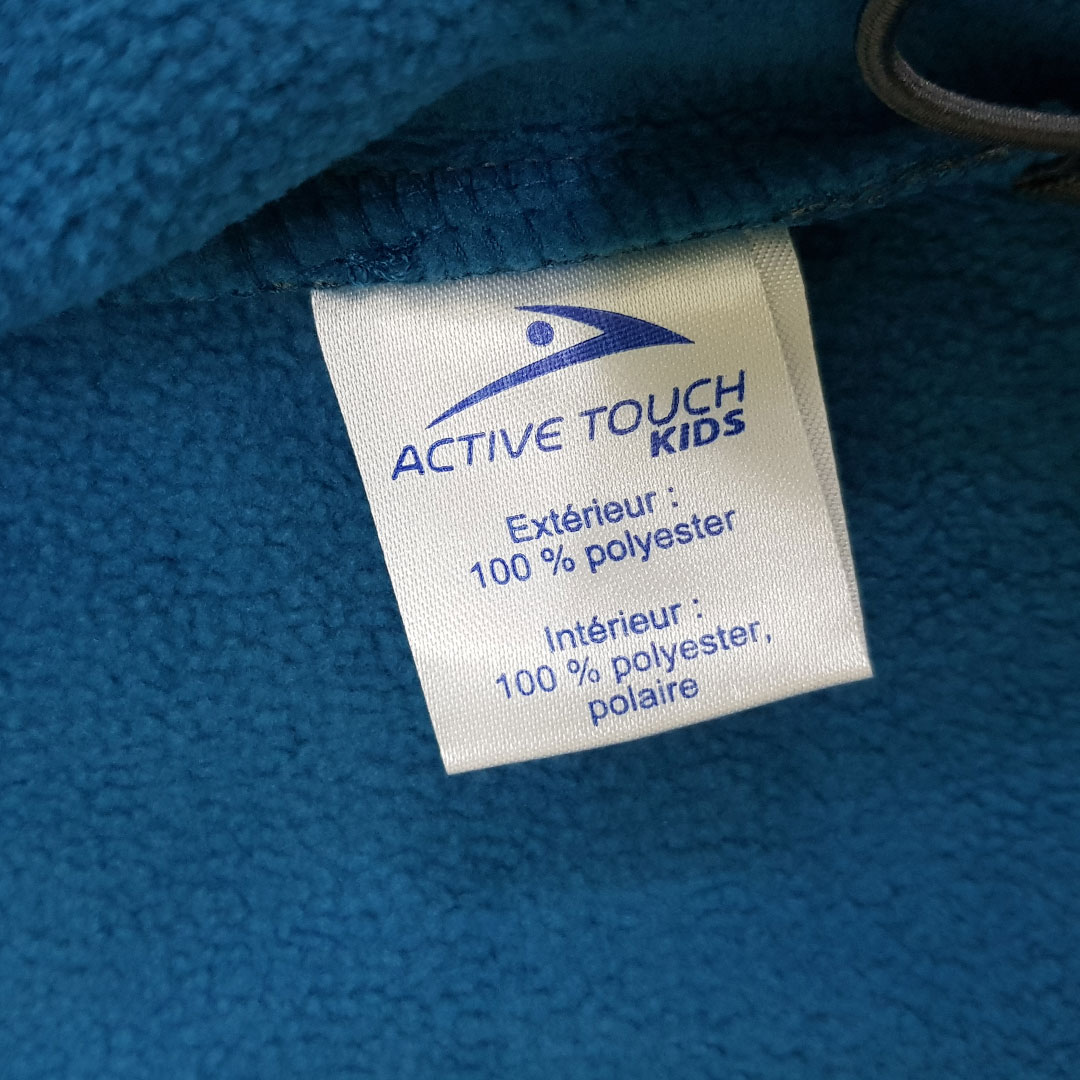 ACTIVE TOUCH
KIDS
Extérieur :
100 % polyester
Intérieur :
100 % polyester,
polaire